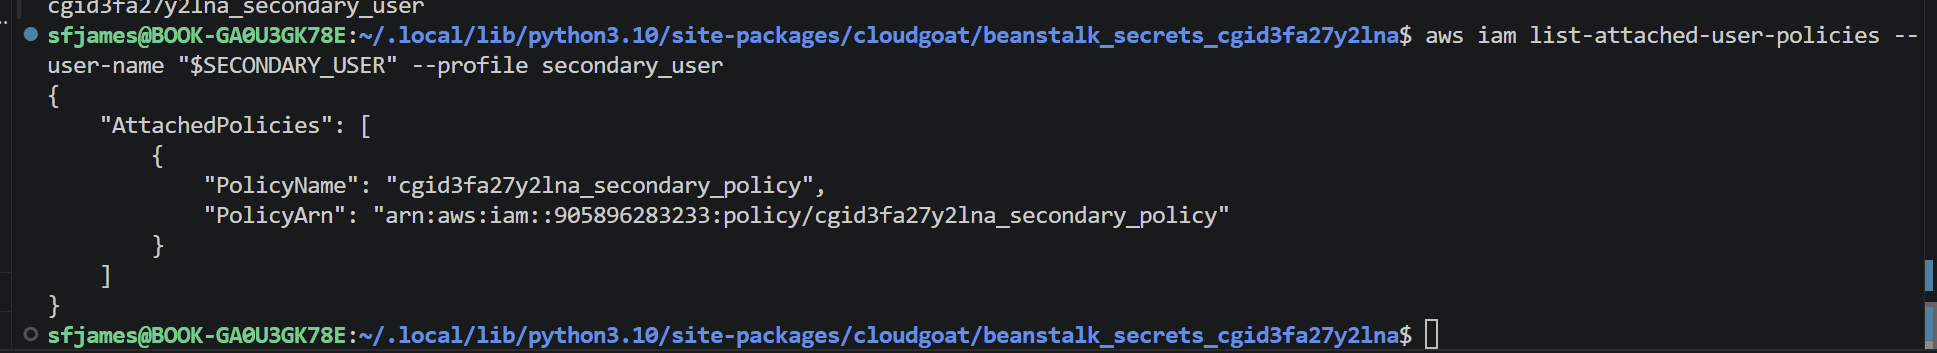 cgid3fa27y2lna_secondary_user
sfjames@BOOK-GA0U3GK78E:~/.local/lib/python3.10/site-packages/cloudgoat/beanstalk_secrets_cgid3fa27y2lna$ aws iam list-attached-user-policies --
user-name "$SECONDARY_USER" --profile secondary_user
{
    "AttachedPolicies": [
        {
            "PolicyName": "cgid3fa27y2lna_secondary_policy",
            "PolicyArn": "arn:aws:iam::905896283233:policy/cgid3fa27y2lna_secondary_policy"
        }
    ]
}
sfjames@BOOK-GA0U3GK78E:~/.local/lib/python3.10/site-packages/cloudgoat/beanstalk_secrets_cgid3fa27y2lna$